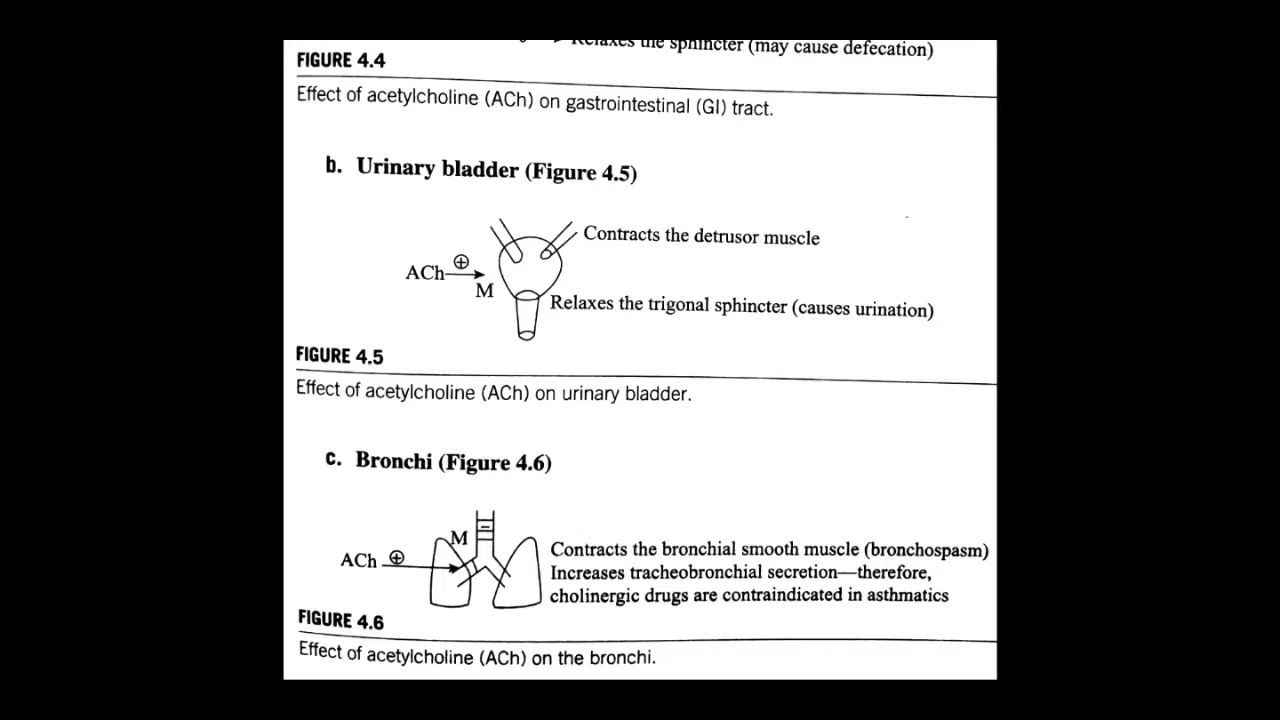 Relaxes the sphincter (may cause defecation)
FIGURE 4.4
Effect of acetylcholine (ACh) on gastrointestinal (GI) tract.
b. Urinary bladder (Figure 4.5)
Contracts the detrusor muscle
ACh ⊕
M
Relaxes the trigonal sphincter (causes urination)
FIGURE 4.5
Effect of acetylcholine (ACh) on urinary bladder.
c. Bronchi (Figure 4.6)
M
ACh ⊕
Contracts the bronchial smooth muscle (bronchospasm)
Increases tracheobronchial secretion—therefore,
cholinergic drugs are contraindicated in asthmatics
FIGURE 4.6
Effect of acetylcholine (ACh) on the bronchi.